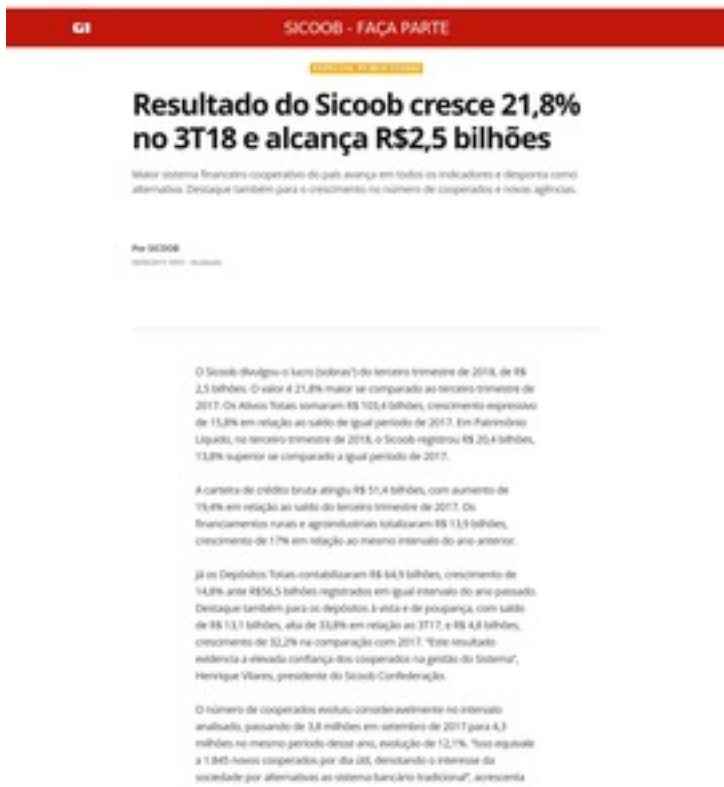 G1
SICOOB - FAÇA PARTE
ESPECIAL PUBLICITÁRIO
Resultado do Sicoob cresce 21,8%
no 3T18 e alcança R$2,5 bilhões
Maior sistema financeiro cooperativo do país avança em todos os indicadores e desponta como
alternativa. Destaque também para o crescimento no número de cooperados e novas agências.
Por SICOOB
O Sicoob divulgou o lucro (sobras¹) do terceiro trimestre de 2018, de R$
2,5 bilhões. O valor é 21,8% maior se comparado ao terceiro trimestre de
2017. Os Ativos Totais somaram R$ 103,4 bilhões, crescimento expressivo
de 15,8% em relação ao saldo de igual período de 2017. Em Patrimônio
Líquido, no terceiro trimestre de 2018, o Sicoob registrou R$ 20,4 bilhões,
13,8% superior se comparado a igual período de 2017.
A carteira de crédito bruta atingiu R$ 51,4 bilhões, com aumento de
19,4% em relação ao saldo do terceiro trimestre de 2017. Os
financiamentos rurais e agroindustriais totalizaram R$ 13,9 bilhões,
crescimento de 17% em relação ao mesmo intervalo do ano anterior.
Já os Depósitos Totais contabilizaram R$ 64,9 bilhões, crescimento de
14,8% ante R$56,5 bilhões registrados em igual intervalo do ano passado.
Destaque também para os depósitos à vista e de poupança, com saldo
de R$ 13,1 bilhões, alta de 33,8% em relação ao 3T17, e R$ 4,8 bilhões,
crescimento de 32,2% na comparação com 2017. "Este resultado
evidencia a elevada confiança dos cooperados na gestão do Sistema",
Henrique Vilares, presidente do Sicoob Confederação.
O número de cooperados evoluiu consideravelmente no intervalo
analisado, passando de 3,8 milhões em setembro de 2017 para 4,3
milhões no mesmo período desse ano, evolução de 12,1%. "Isso equivale
a 1.845 novos cooperados por dia útil, denotando o interesse da
sociedade por alternativas ao sistema bancário tradicional", acrescenta